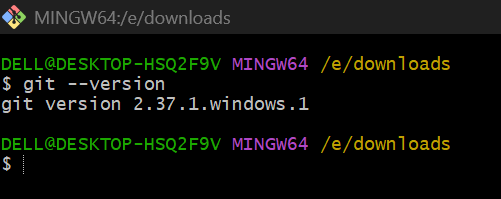 MINGW64:/e/downloads
DELL@DESKTOP-HSQ2F9V MINGW64 /e/downloads
$ git --version
git version 2.37.1.windows.1
DELL@DESKTOP-HSQ2F9V MINGW64 /e/downloads
$